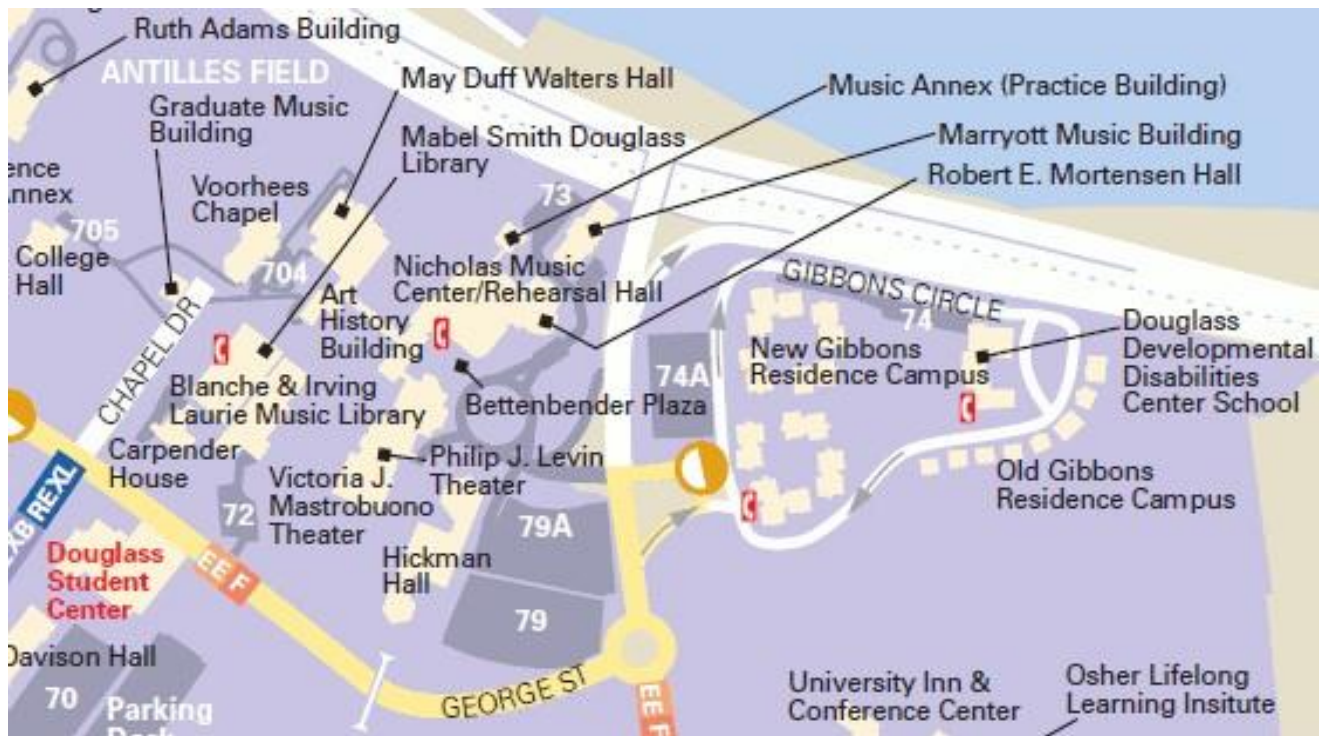 Ruth Adams Building
ANTILLES FIELD
May Duff Walters Hall
Music Annex (Practice Building)
Graduate Music
Building
Mabel Smith Douglass
Library
Marryott Music Building
Robert E. Mortensen Hall
ence
Annex
Voorhees
Chapel
73
705
College
Hall
704
Nicholas Music
Center/Rehearsal Hall
GIBBONS CIRCLE
Art
History
Building
74
CHAPEL DR
New Gibbons
Residence Campus
Douglass
Developmental
Disabilities
Center School
74A
Blanche & Irving
Laurie Music Library
Bettenbender Plaza
Carpender
House
Philip J. Levin
Theater
Victoria J.
Mastrobuono
Theater
Old Gibbons
Residence Campus
72
79A
XB REXL
Douglass
Student
Center
EE F
Hickman
Hall
79
Davison Hall
70
Parking
GEORGE ST
EE F
University Inn &
Conference Center
Osher Lifelong
Learning Insitute